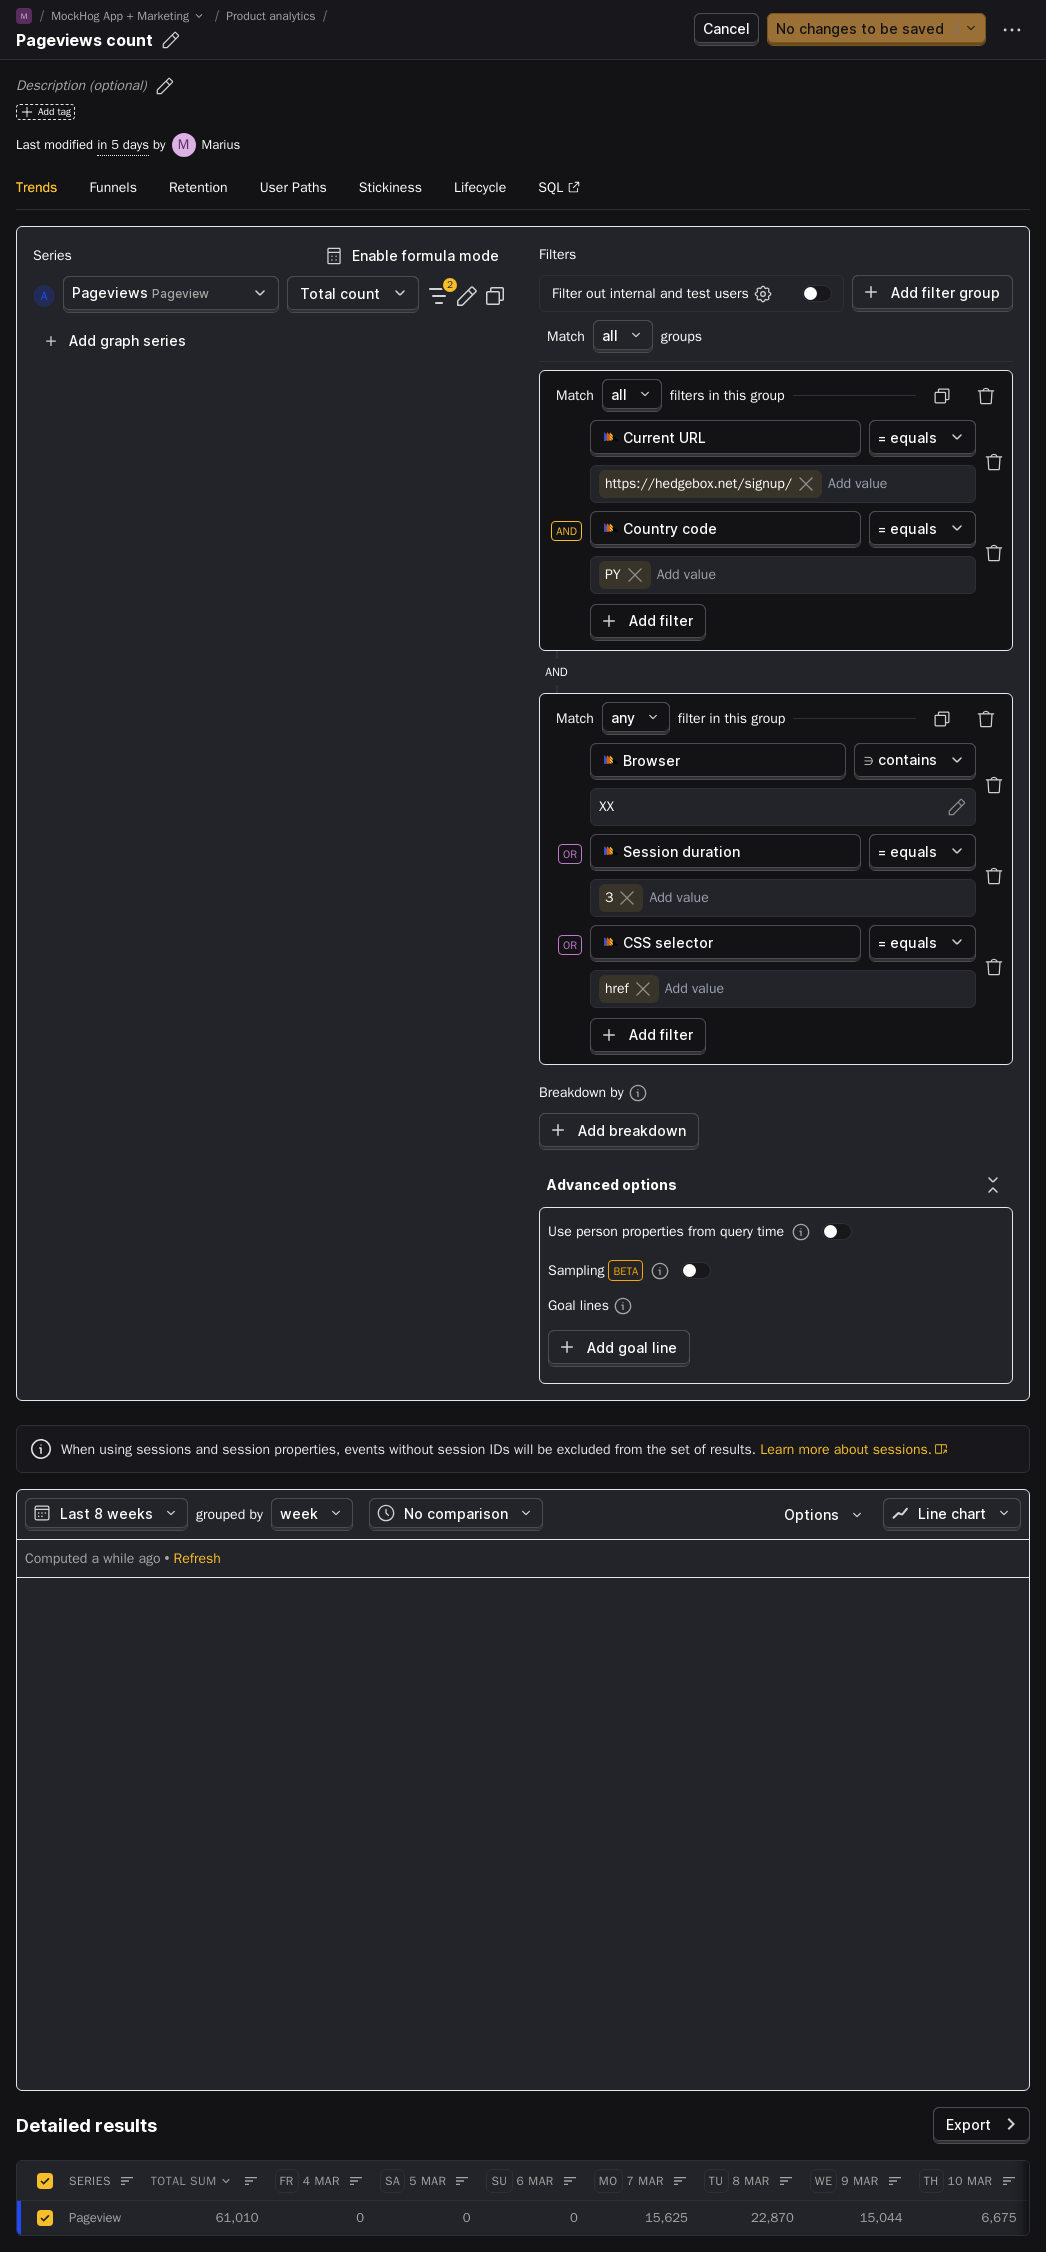 M / MockHog App + Marketing / Product analytics /
Pageviews count
Cancel
No changes to be saved
Description (optional)
Add tag
Last modified in 5 days by M Marius
Trends Funnels Retention User Paths Stickiness Lifecycle SQL
Series
Enable formula mode
A Pageviews Pageview Total count 2
Add graph series
Filters
Filter out internal and test users
Add filter group
Match all groups
Match all filters in this group
Current URL = equals
https://hedgebox.net/signup/ Add value
AND Country code = equals
PY Add value
Add filter
AND
Match any filter in this group
Browser ∋ contains
XX
OR Session duration = equals
3 Add value
OR CSS selector = equals
href Add value
Add filter
Breakdown by
Add breakdown
Advanced options
Use person properties from query time
Sampling BETA
Goal lines
Add goal line
When using sessions and session properties, events without session IDs will be excluded from the set of results. Learn more about sessions.
Last 8 weeks grouped by week No comparison Options Line chart
Computed a while ago • Refresh
Detailed results
Export
SERIES TOTAL SUM FR 4 MAR SA 5 MAR SU 6 MAR MO 7 MAR TU 8 MAR WE 9 MAR TH 10 MAR
Pageview 61,010 0 0 0 15,625 22,870 15,044 6,675